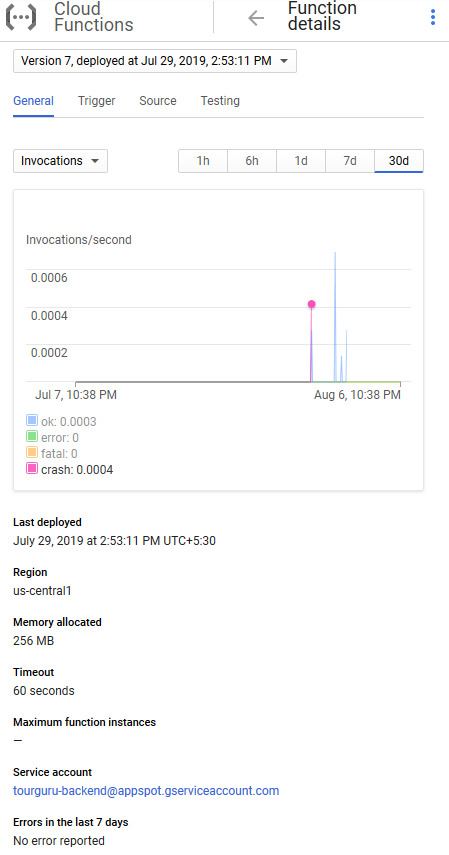 Cloud
Functions
Function
details
Version 7, deployed at Jul 29, 2019, 2:53:11 PM
General Trigger Source Testing
Invocations 1h 6h 1d 7d 30d
Invocations/second
0.0006
0.0004
0.0002
Jul 7, 10:38 PM Aug 6, 10:38 PM
ok: 0.0003
error: 0
fatal: 0
crash: 0.0004
Last deployed
July 29, 2019 at 2:53:11 PM UTC+5:30
Region
us-central1
Memory allocated
256 MB
Timeout
60 seconds
Maximum function instances
—
Service account
tourguru-backend@appspot.gserviceaccount.com
Errors in the last 7 days
No error reported